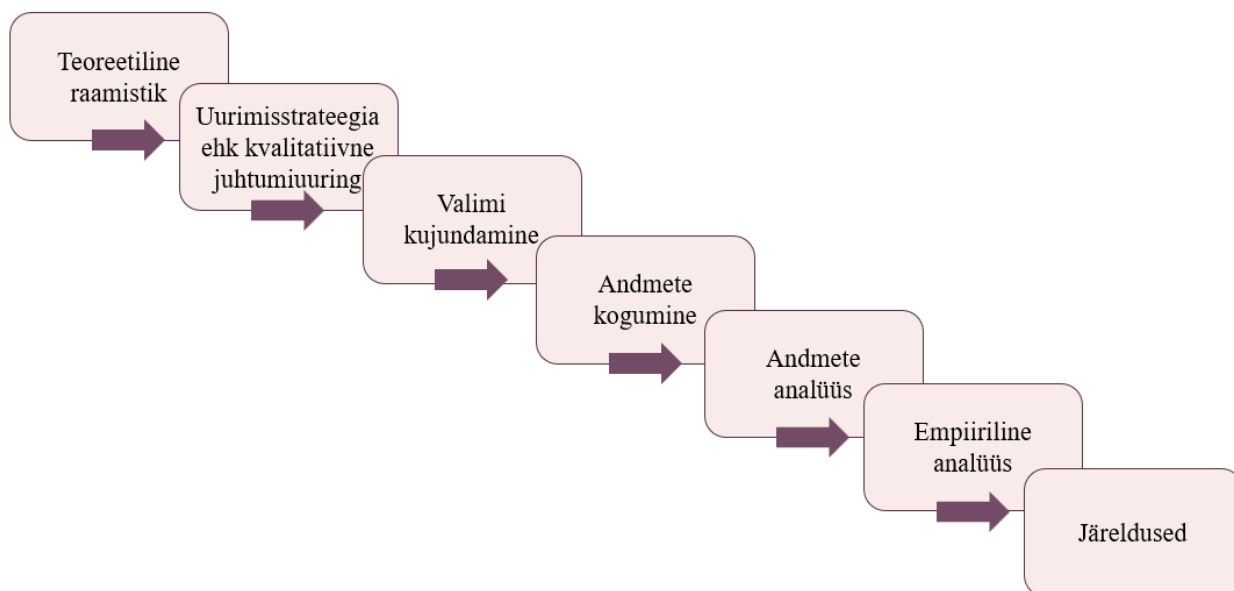 Teoreetiline
raamistik
Uurimisstrateegia
ehk kvalitatiivne
juhtumiuuring
Valimi
kujundamine
Andmete
kogumine
Andmete
analüüs
Empiiriline
analüüs
Järeldused